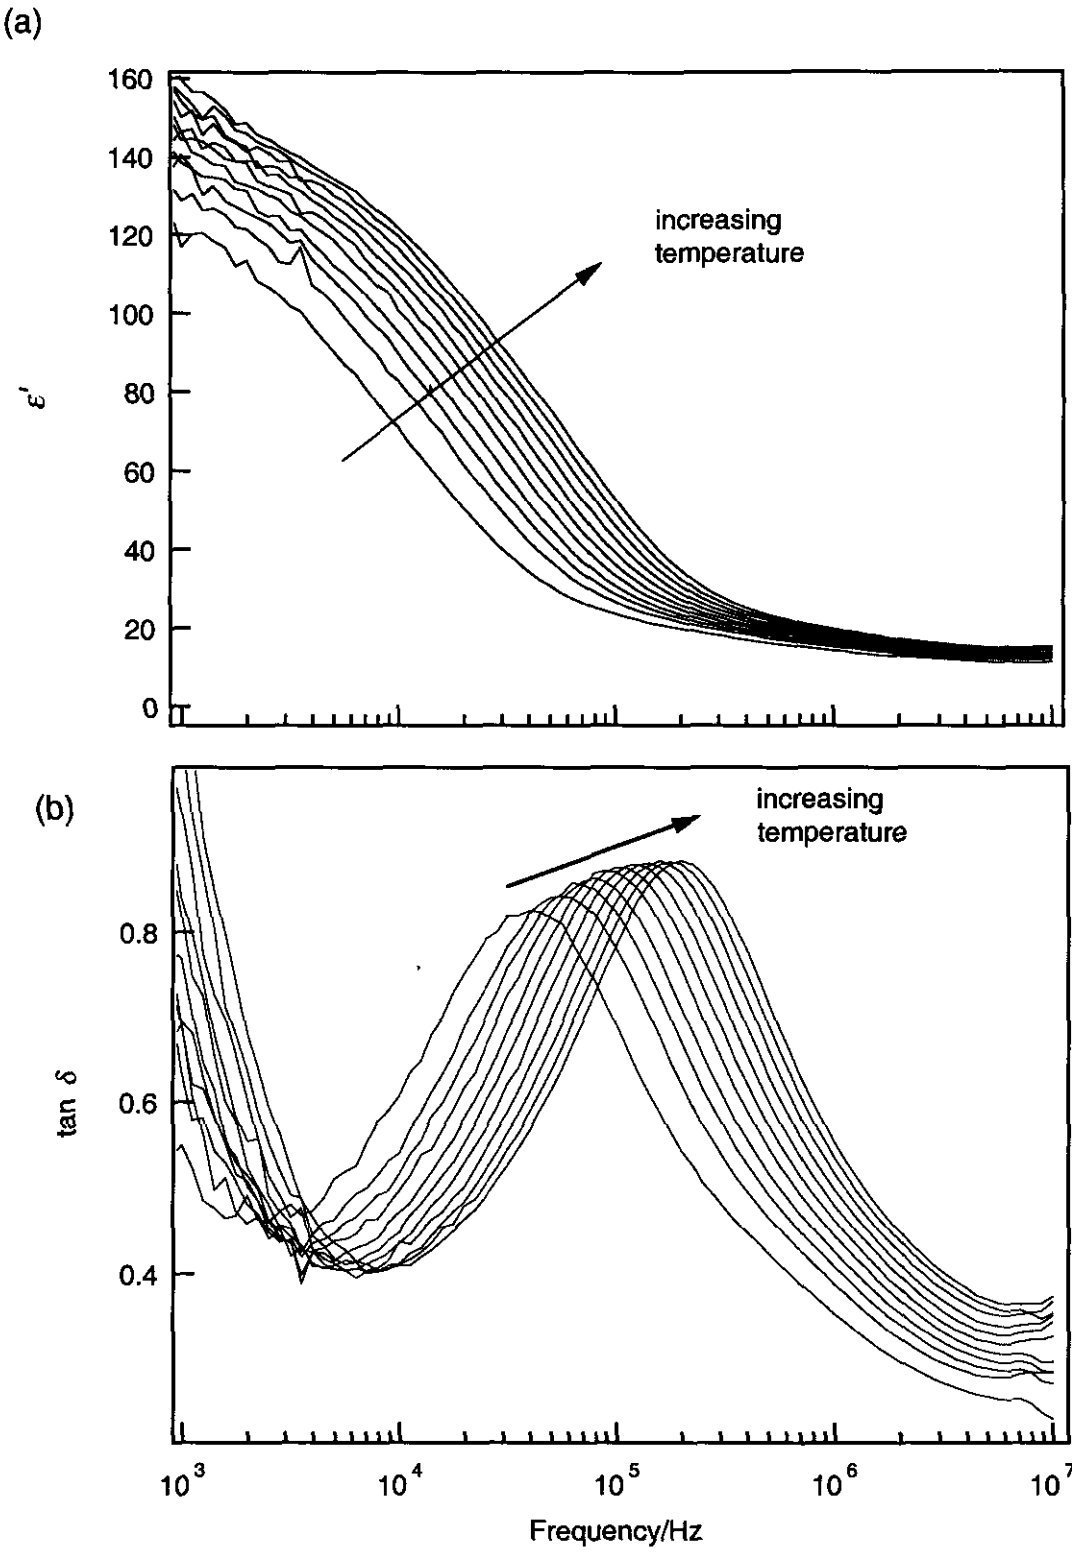 (a)
160
140
120
100
80
60
40
20
0
ε'
increasing
temperature
(b)
0.8
0.6
0.4
tan δ
increasing
temperature
10³ 10⁴ 10⁵ 10⁶ 10⁷
Frequency/Hz